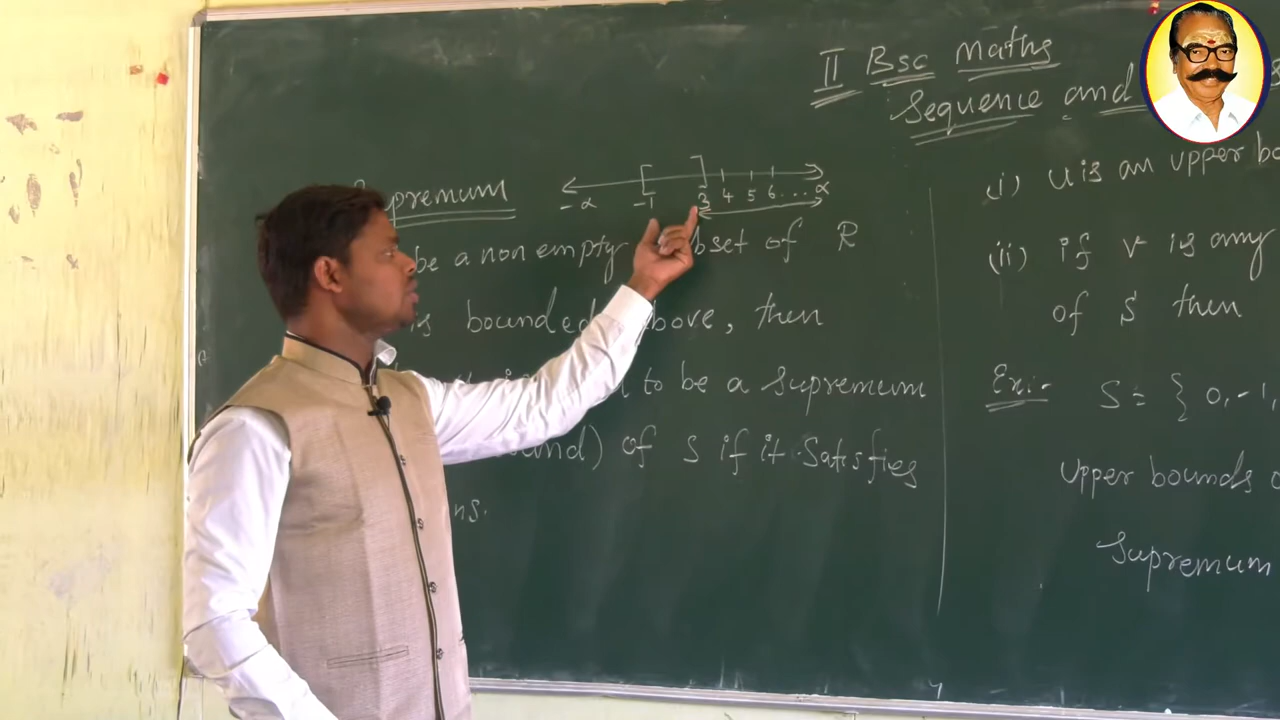 II Bsc Maths
Sequence and
premum
-α -1 3 4 5 6 ... α
be a non empty bset of R
is bounded above, then
to be a Supremum
und) of S if it Satisfies
ns.
(i) u is an upper bo
(ii) if v is any
of S then
Ex:- S = { 0, -1,
Upper bounds o
Supremum